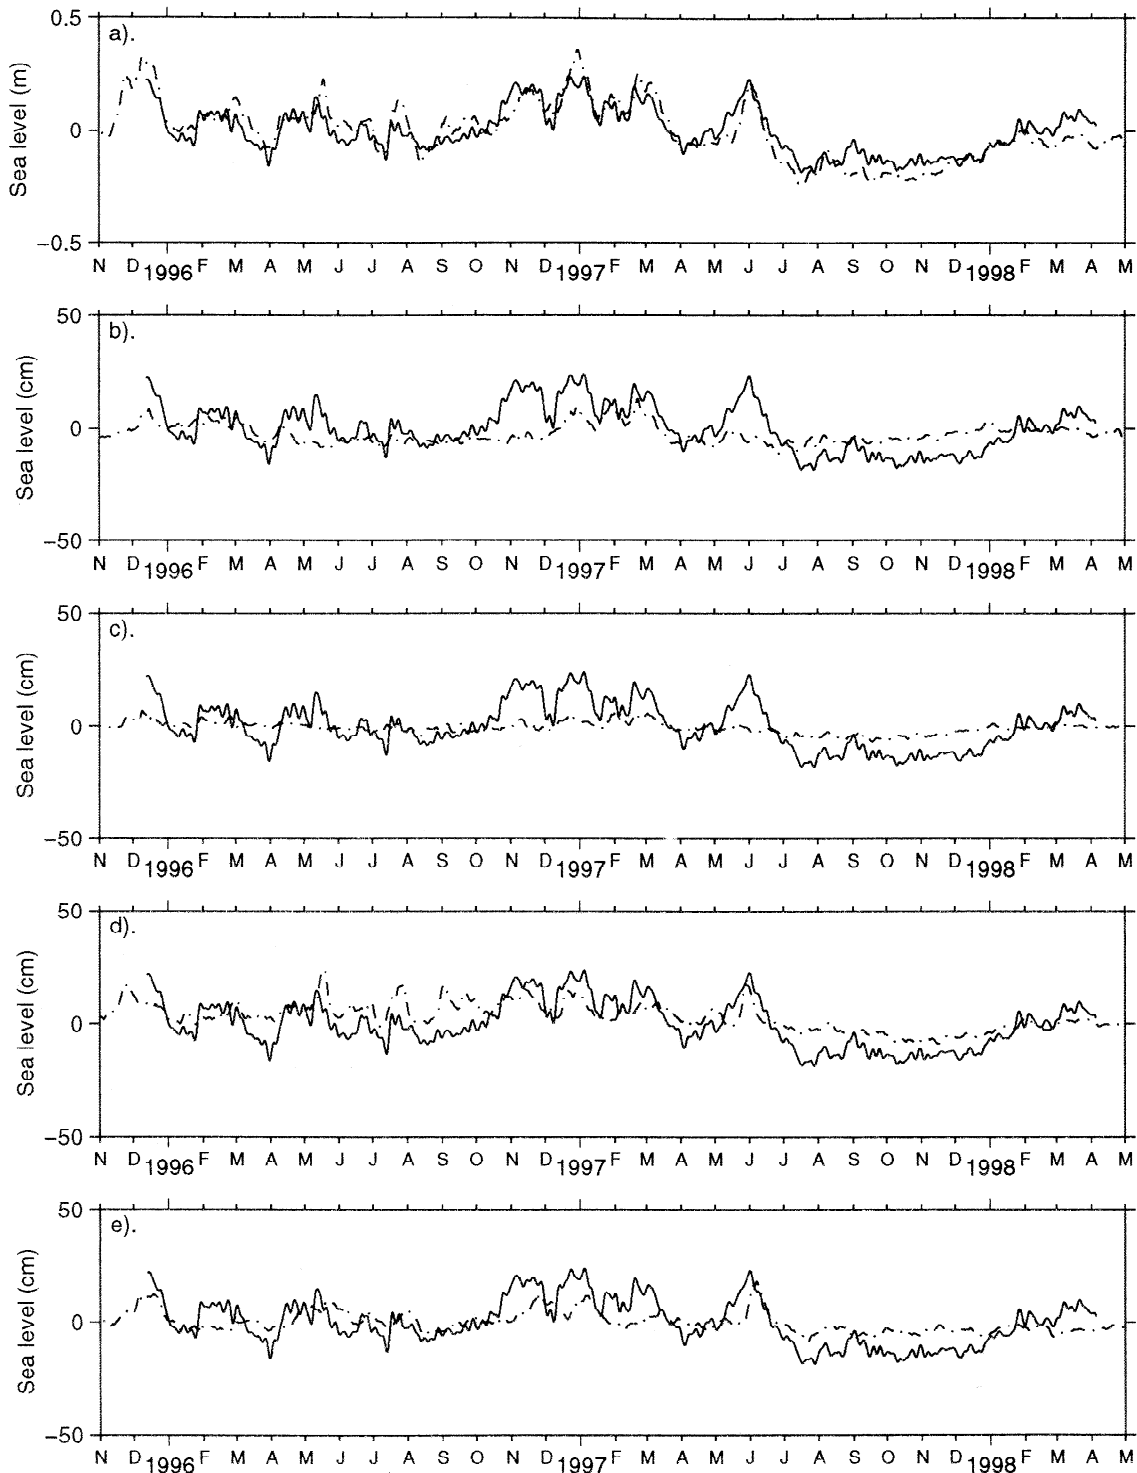 0.5
a).
Sea level (m)
0
−0.5
N D 1996 F M A M J J A S O N D 1997 F M A M J J A S O N D 1998 F M A M
50
b).
Sea level (cm)
0
−50
N D 1996 F M A M J J A S O N D 1997 F M A M J J A S O N D 1998 F M A M
50
c).
Sea level (cm)
0
−50
N D 1996 F M A M J J A S O N D 1997 F M A M J J A S O N D 1998 F M A M
50
d).
Sea level (cm)
0
−50
N D 1996 F M A M J J A S O N D 1997 F M A M J J A S O N D 1998 F M A M
50
e).
Sea level (cm)
0
−50
N D 1996 F M A M J J A S O N D 1997 F M A M J J A S O N D 1998 F M A M